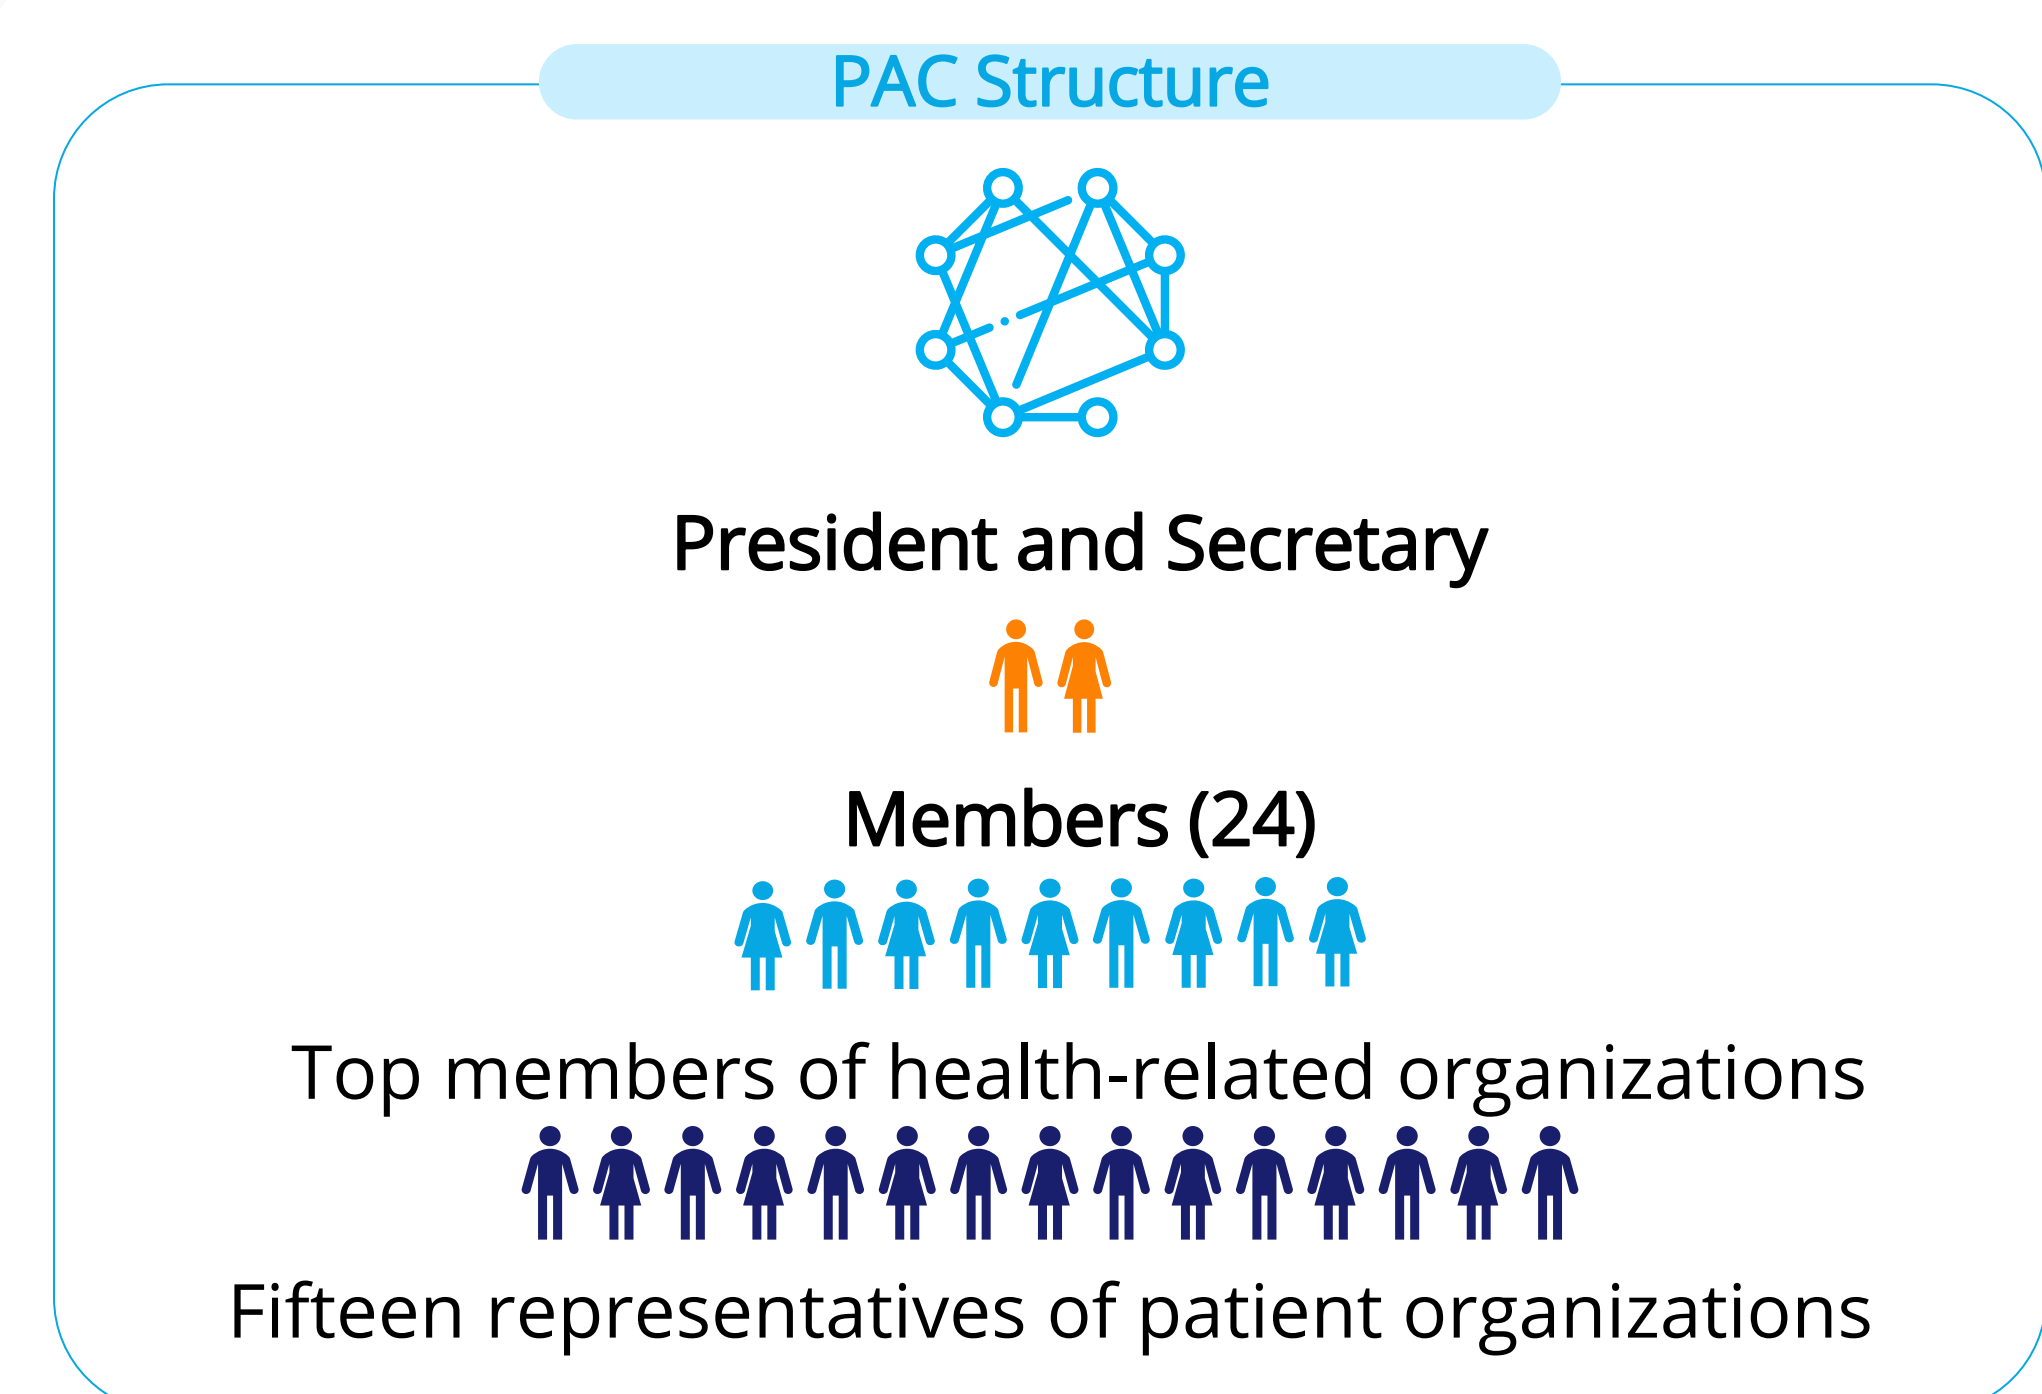 PAC Structure
President and Secretary
Members (24)
Top members of health-related organizations
Fifteen representatives of patient organizations